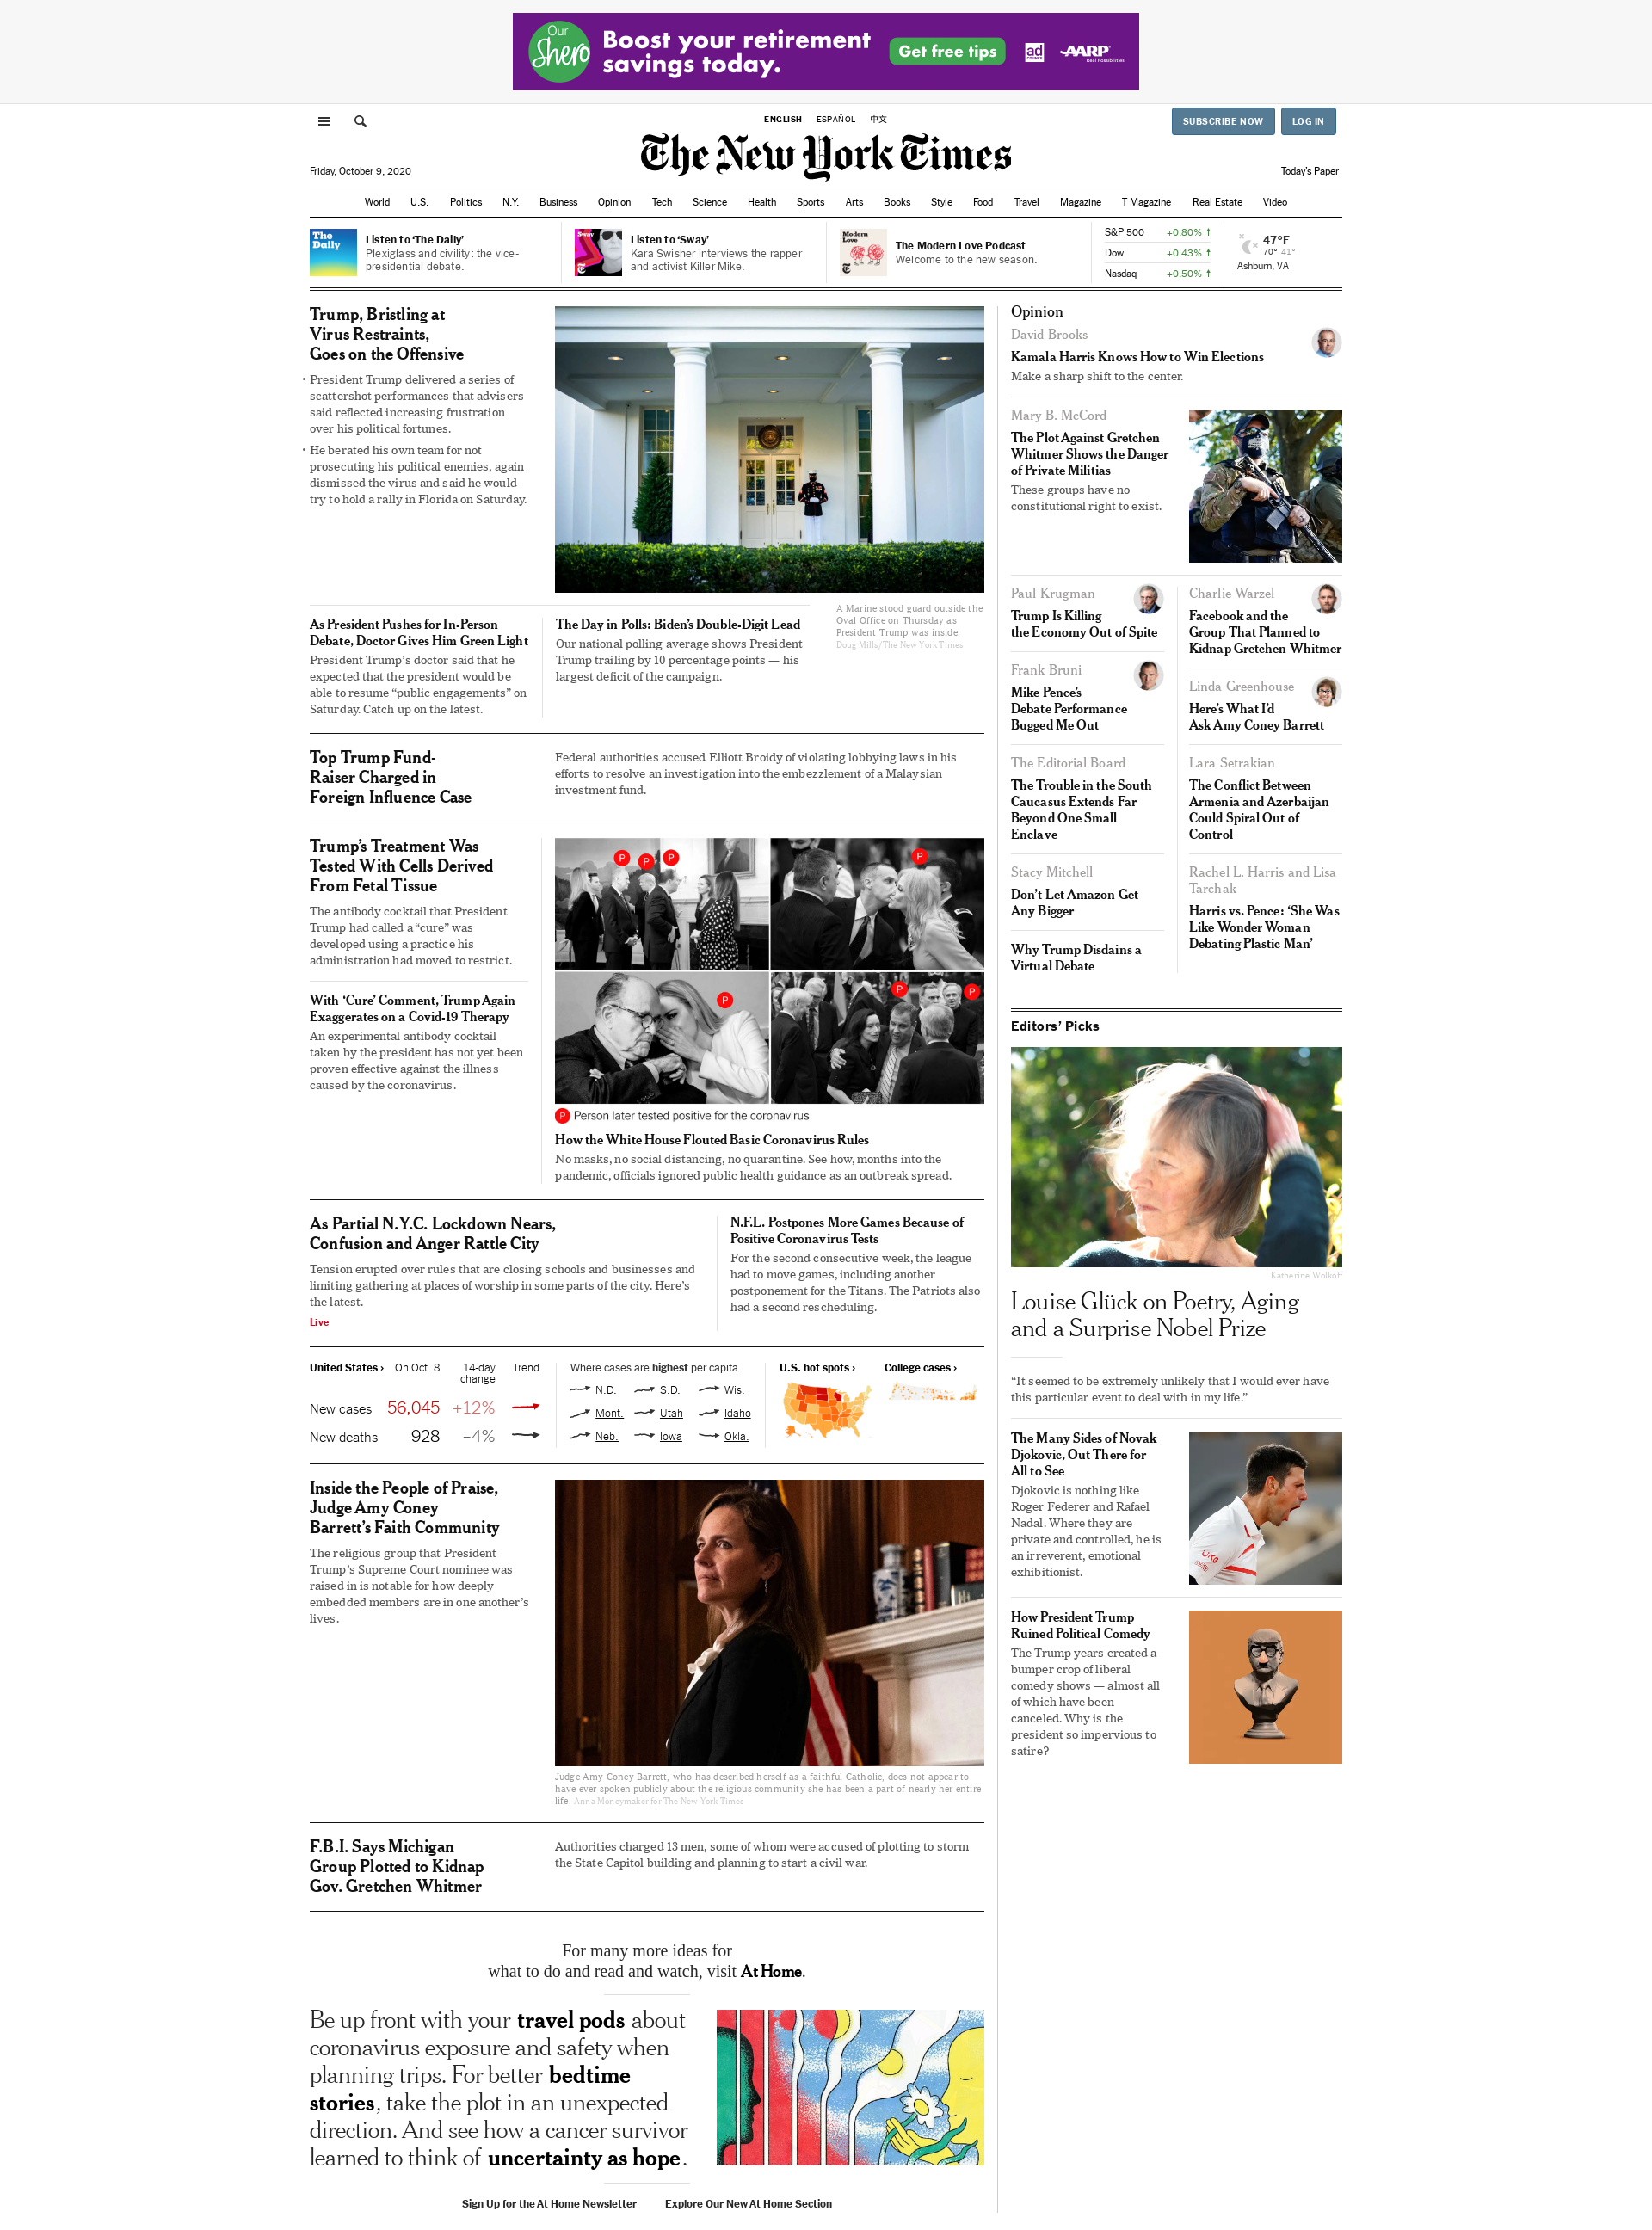 Our
Shero
Boost your retirement
savings today.
Get free tips
ad
AARP
Real Possibilities
ENGLISH ESPAÑOL 中文
SUBSCRIBE NOW LOG IN
The New York Times
Friday, October 9, 2020
Today's Paper
World U.S. Politics N.Y. Business Opinion Tech Science Health Sports Arts Books Style Food Travel Magazine T Magazine Real Estate Video
The
Daily
Listen to ‘The Daily’
Plexiglass and civility: the vice-
presidential debate.
Sway
Listen to ‘Sway’
Kara Swisher interviews the rapper
and activist Killer Mike.
Modern
Love
The Modern Love Podcast
Welcome to the new season.
S&P 500 +0.80% ↑
Dow +0.43% ↑
Nasdaq +0.50% ↑
47°F
70° 41°
Ashburn, VA
Trump, Bristling at
Virus Restraints,
Goes on the Offensive
• President Trump delivered a series of
scattershot performances that advisers
said reflected increasing frustration
over his political fortunes.
• He berated his own team for not
prosecuting his political enemies, again
dismissed the virus and said he would
try to hold a rally in Florida on Saturday.
A Marine stood guard outside the
Oval Office on Thursday as
President Trump was inside.
Doug Mills/The New York Times
As President Pushes for In-Person
Debate, Doctor Gives Him Green Light
President Trump’s doctor said that he
expected that the president would be
able to resume “public engagements” on
Saturday. Catch up on the latest.
The Day in Polls: Biden’s Double-Digit Lead
Our national polling average shows President
Trump trailing by 10 percentage points — his
largest deficit of the campaign.
Top Trump Fund-
Raiser Charged in
Foreign Influence Case
Federal authorities accused Elliott Broidy of violating lobbying laws in his
efforts to resolve an investigation into the embezzlement of a Malaysian
investment fund.
Trump’s Treatment Was
Tested With Cells Derived
From Fetal Tissue
The antibody cocktail that President
Trump had called a “cure” was
developed using a practice his
administration had moved to restrict.
With ‘Cure’ Comment, Trump Again
Exaggerates on a Covid-19 Therapy
An experimental antibody cocktail
taken by the president has not yet been
proven effective against the illness
caused by the coronavirus.
P P P P
P P P
P Person later tested positive for the coronavirus
How the White House Flouted Basic Coronavirus Rules
No masks, no social distancing, no quarantine. See how, months into the
pandemic, officials ignored public health guidance as an outbreak spread.
As Partial N.Y.C. Lockdown Nears,
Confusion and Anger Rattle City
Tension erupted over rules that are closing schools and businesses and
limiting gathering at places of worship in some parts of the city. Here’s
the latest.
Live
N.F.L. Postpones More Games Because of
Positive Coronavirus Tests
For the second consecutive week, the league
had to move games, including another
postponement for the Titans. The Patriots also
had a second rescheduling.
United States › On Oct. 8 14-day
change Trend
New cases 56,045 +12%
New deaths 928 –4%
Where cases are highest per capita
N.D. S.D. Wis.
Mont. Utah Idaho
Neb. Iowa Okla.
U.S. hot spots ›
College cases ›
Inside the People of Praise,
Judge Amy Coney
Barrett’s Faith Community
The religious group that President
Trump’s Supreme Court nominee was
raised in is notable for how deeply
embedded members are in one another’s
lives.
Judge Amy Coney Barrett, who has described herself as a faithful Catholic, does not appear to
have ever spoken publicly about the religious community she has been a part of nearly her entire
life. Anna Moneymaker for The New York Times
F.B.I. Says Michigan
Group Plotted to Kidnap
Gov. Gretchen Whitmer
Authorities charged 13 men, some of whom were accused of plotting to storm
the State Capitol building and planning to start a civil war.
For many more ideas for
what to do and read and watch, visit At Home.
Be up front with your travel pods about
coronavirus exposure and safety when
planning trips. For better bedtime
stories, take the plot in an unexpected
direction. And see how a cancer survivor
learned to think of uncertainty as hope.
Sign Up for the At Home Newsletter Explore Our New At Home Section
Opinion
David Brooks
Kamala Harris Knows How to Win Elections
Make a sharp shift to the center.
Mary B. McCord
The Plot Against Gretchen
Whitmer Shows the Danger
of Private Militias
These groups have no
constitutional right to exist.
Paul Krugman
Trump Is Killing
the Economy Out of Spite
Frank Bruni
Mike Pence’s
Debate Performance
Bugged Me Out
The Editorial Board
The Trouble in the South
Caucasus Extends Far
Beyond One Small
Enclave
Stacy Mitchell
Don’t Let Amazon Get
Any Bigger
Why Trump Disdains a
Virtual Debate
Charlie Warzel
Facebook and the
Group That Planned to
Kidnap Gretchen Whitmer
Linda Greenhouse
Here’s What I’d
Ask Amy Coney Barrett
Lara Setrakian
The Conflict Between
Armenia and Azerbaijan
Could Spiral Out of
Control
Rachel L. Harris and Lisa
Tarchak
Harris vs. Pence: ‘She Was
Like Wonder Woman
Debating Plastic Man’
Editors’ Picks
Katherine Wolkoff
Louise Glück on Poetry, Aging
and a Surprise Nobel Prize
“It seemed to be extremely unlikely that I would ever have
this particular event to deal with in my life.”
The Many Sides of Novak
Djokovic, Out There for
All to See
Djokovic is nothing like
Roger Federer and Rafael
Nadal. Where they are
private and controlled, he is
an irreverent, emotional
exhibitionist.
How President Trump
Ruined Political Comedy
The Trump years created a
bumper crop of liberal
comedy shows — almost all
of which have been
canceled. Why is the
president so impervious to
satire?